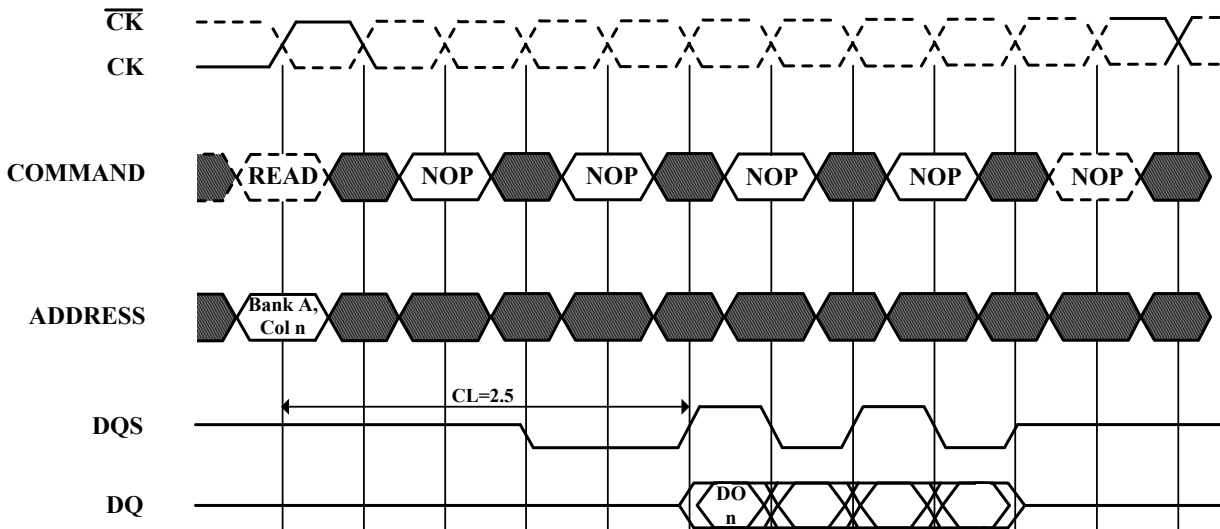 CK
CK
COMMAND
READ
NOP
NOP
NOP
NOP
NOP
ADDRESS
Bank A,
Col n
CL=2.5
DQS
DQ
DO
n